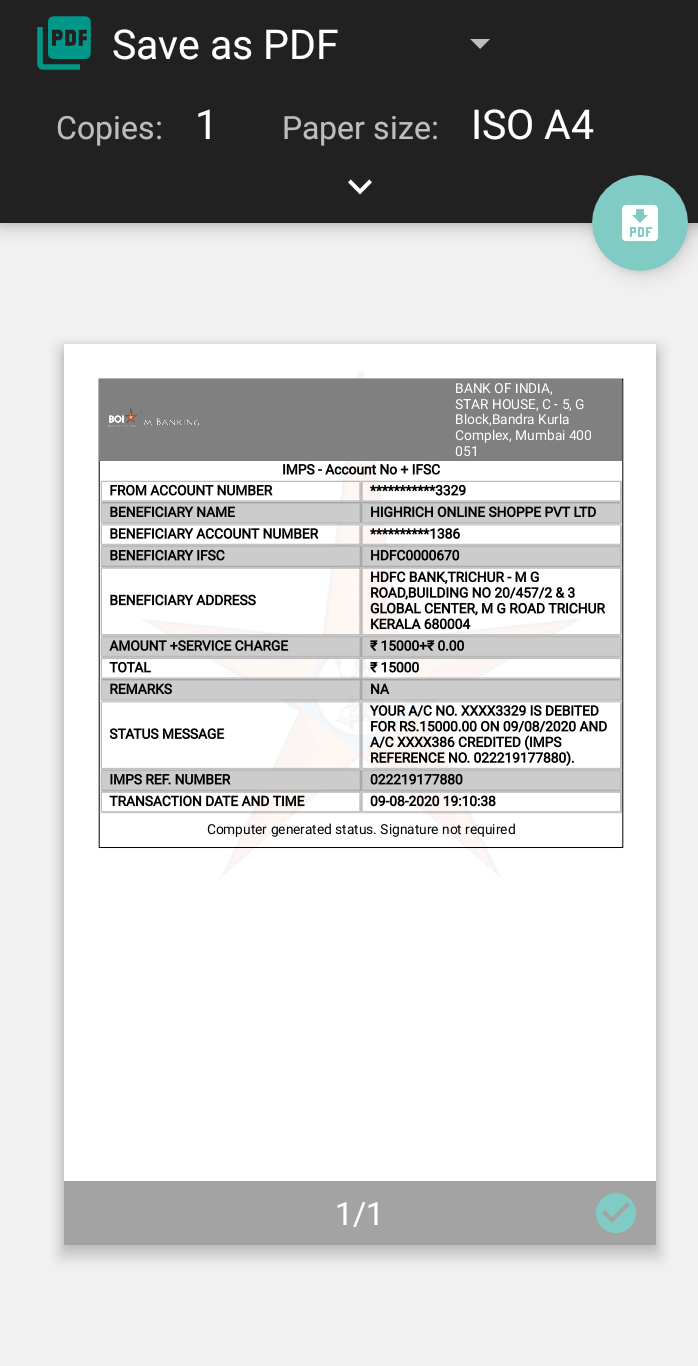 PDF
Save as PDF
Copies: 1 Paper size: ISO A4
PDF
BOI M BANKING
BANK OF INDIA,
STAR HOUSE, C - 5, G
Block,Bandra Kurla
Complex, Mumbai 400
051
IMPS - Account No + IFSC
FROM ACCOUNT NUMBER ***********3329
BENEFICIARY NAME HIGHRICH ONLINE SHOPPE PVT LTD
BENEFICIARY ACCOUNT NUMBER **********1386
BENEFICIARY IFSC HDFC0000670
BENEFICIARY ADDRESS
HDFC BANK,TRICHUR - M G
ROAD,BUILDING NO 20/457/2 & 3
GLOBAL CENTER, M G ROAD TRICHUR
KERALA 680004
AMOUNT +SERVICE CHARGE ₹ 15000+₹ 0.00
TOTAL ₹ 15000
REMARKS NA
STATUS MESSAGE
YOUR A/C NO. XXXX3329 IS DEBITED
FOR RS.15000.00 ON 09/08/2020 AND
A/C XXXX386 CREDITED (IMPS
REFERENCE NO. 022219177880).
IMPS REF. NUMBER 022219177880
TRANSACTION DATE AND TIME 09-08-2020 19:10:38
Computer generated status. Signature not required
1/1